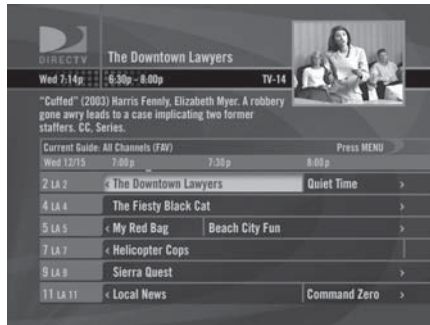 DIRECTV
The Downtown Lawyers
Wed 7:14p 6:30p - 8:00p TV-14
"Cuffed" (2003) Harris Fennly, Elizabeth Myer. A robbery
gone awry leads to a case implicating two former
staffers. CC, Series.
Current Guide: All Channels (FAV) Press MENU
Wed 12/15 7:00p 7:30p 8:00p
2 LA 2 < The Downtown Lawyers Quiet Time >
4 LA 4 The Fiesty Black Cat >
5 LA 5 < My Red Bag Beach City Fun >
7 LA 7 < Helicopter Cops
9 LA 9 Sierra Quest >
11 LA 11 < Local News Command Zero >